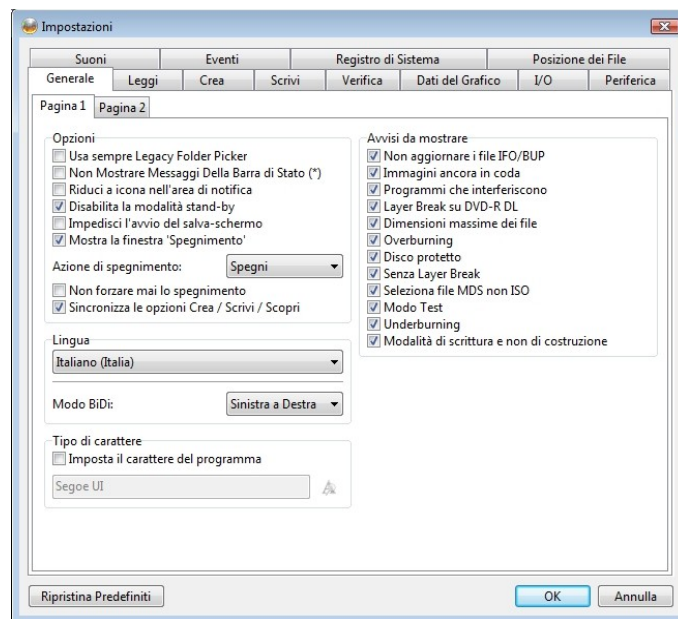 Impostazioni
Suoni
Eventi
Registro di Sistema
Posizione dei File
Generale
Leggi
Crea
Scrivi
Verifica
Dati del Grafico
I/O
Periferica
Pagina 1
Pagina 2
Opzioni
Usa sempre Legacy Folder Picker
Non Mostrare Messaggi Della Barra di Stato (*)
Riduci a icona nell'area di notifica
Disabilita la modalità stand-by
Impedisci l'avvio del salva-schermo
Mostra la finestra 'Spegnimento'
Azione di spegnimento:
Spegni
Non forzare mai lo spegnimento
Sincronizza le opzioni Crea / Scrivi / Scopri
Lingua
Italiano (Italia)
Modo BiDi:
Sinistra a Destra
Tipo di carattere
Imposta il carattere del programma
Segoe UI
Avvisi da mostrare
Non aggiornare i file IFO/BUP
Immagini ancora in coda
Programmi che interferiscono
Layer Break su DVD-R DL
Dimensioni massime dei file
Overburning
Disco protetto
Senza Layer Break
Seleziona file MDS non ISO
Modo Test
Underburning
Modalità di scrittura e non di costruzione
Ripristina Predefiniti
OK
Annulla